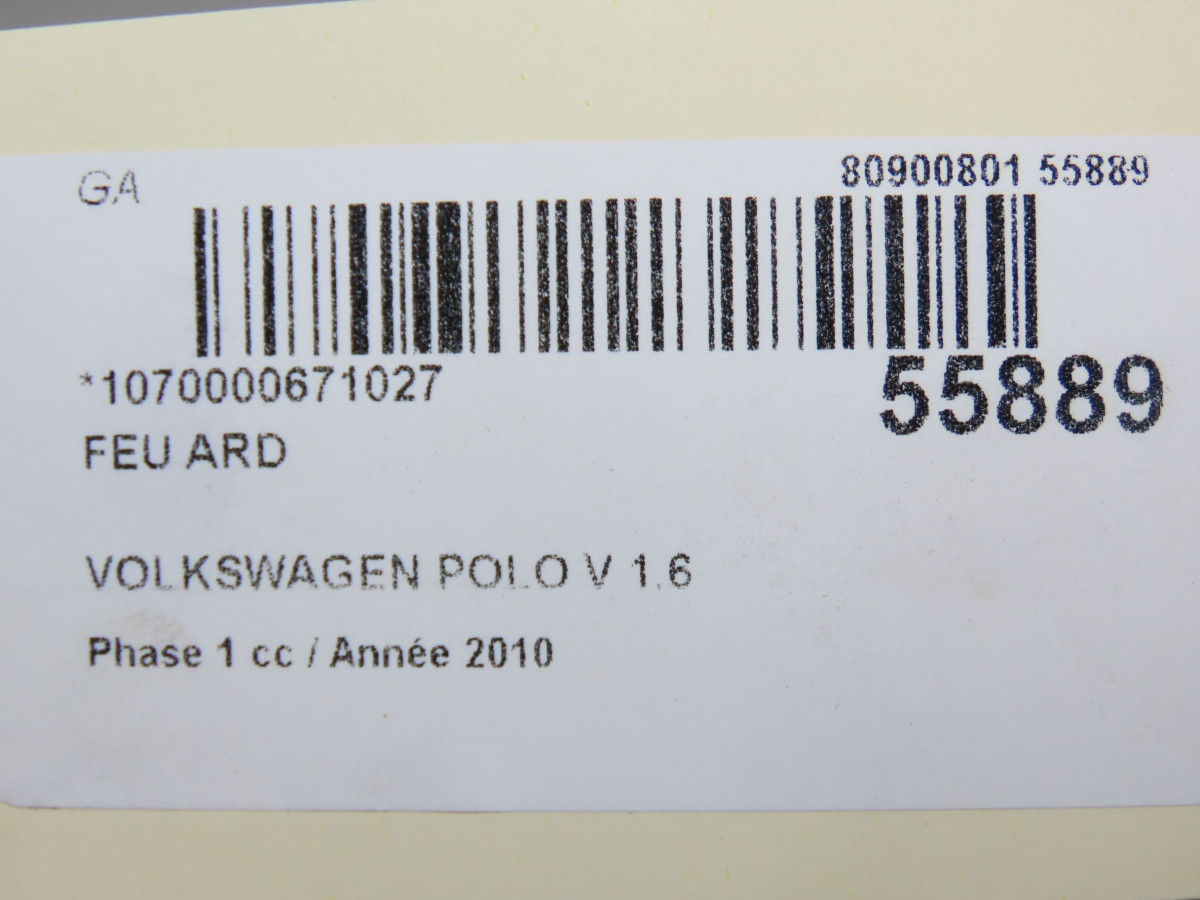 GA
80900801 55889
*1070000671027
55889
FEU ARD
VOLKSWAGEN POLO V 1.6
Phase 1 cc / Année 2010